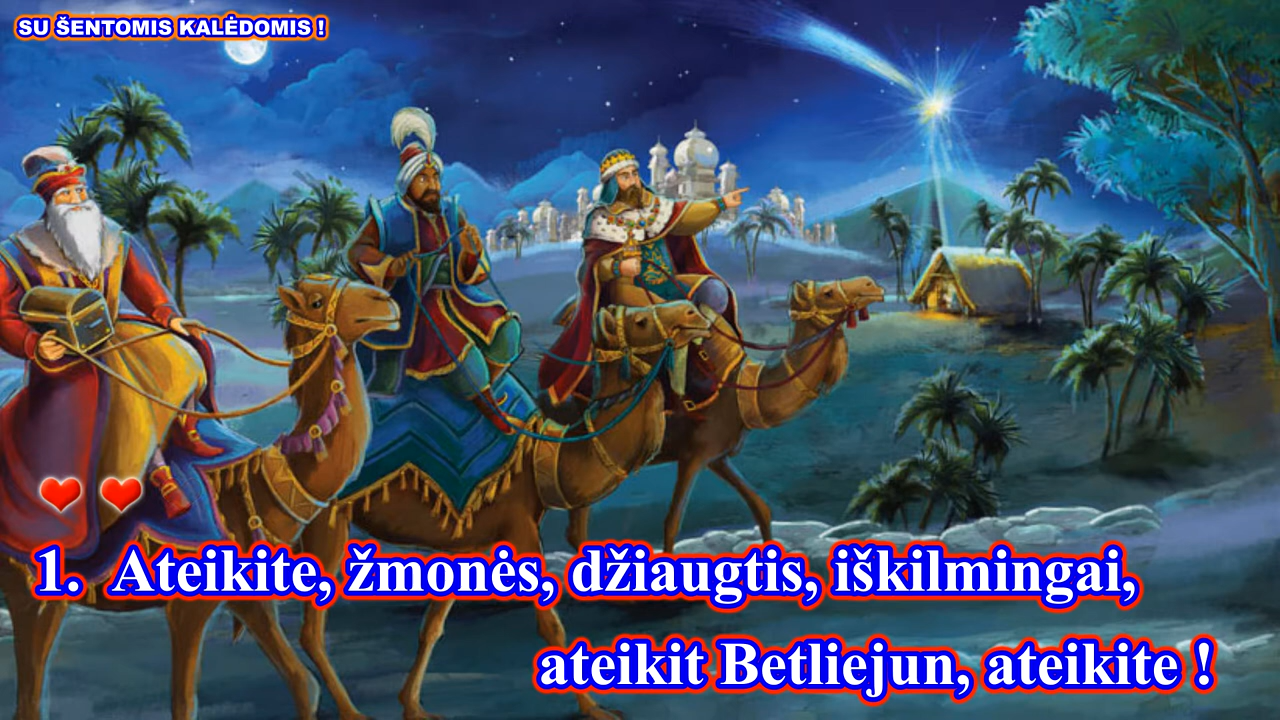 SU ŠENTOMIS KALĖDOMIS !
1. Ateikite, žmonės, džiaugtis, iškilmingai,
ateikit Betliejun, ateikite !